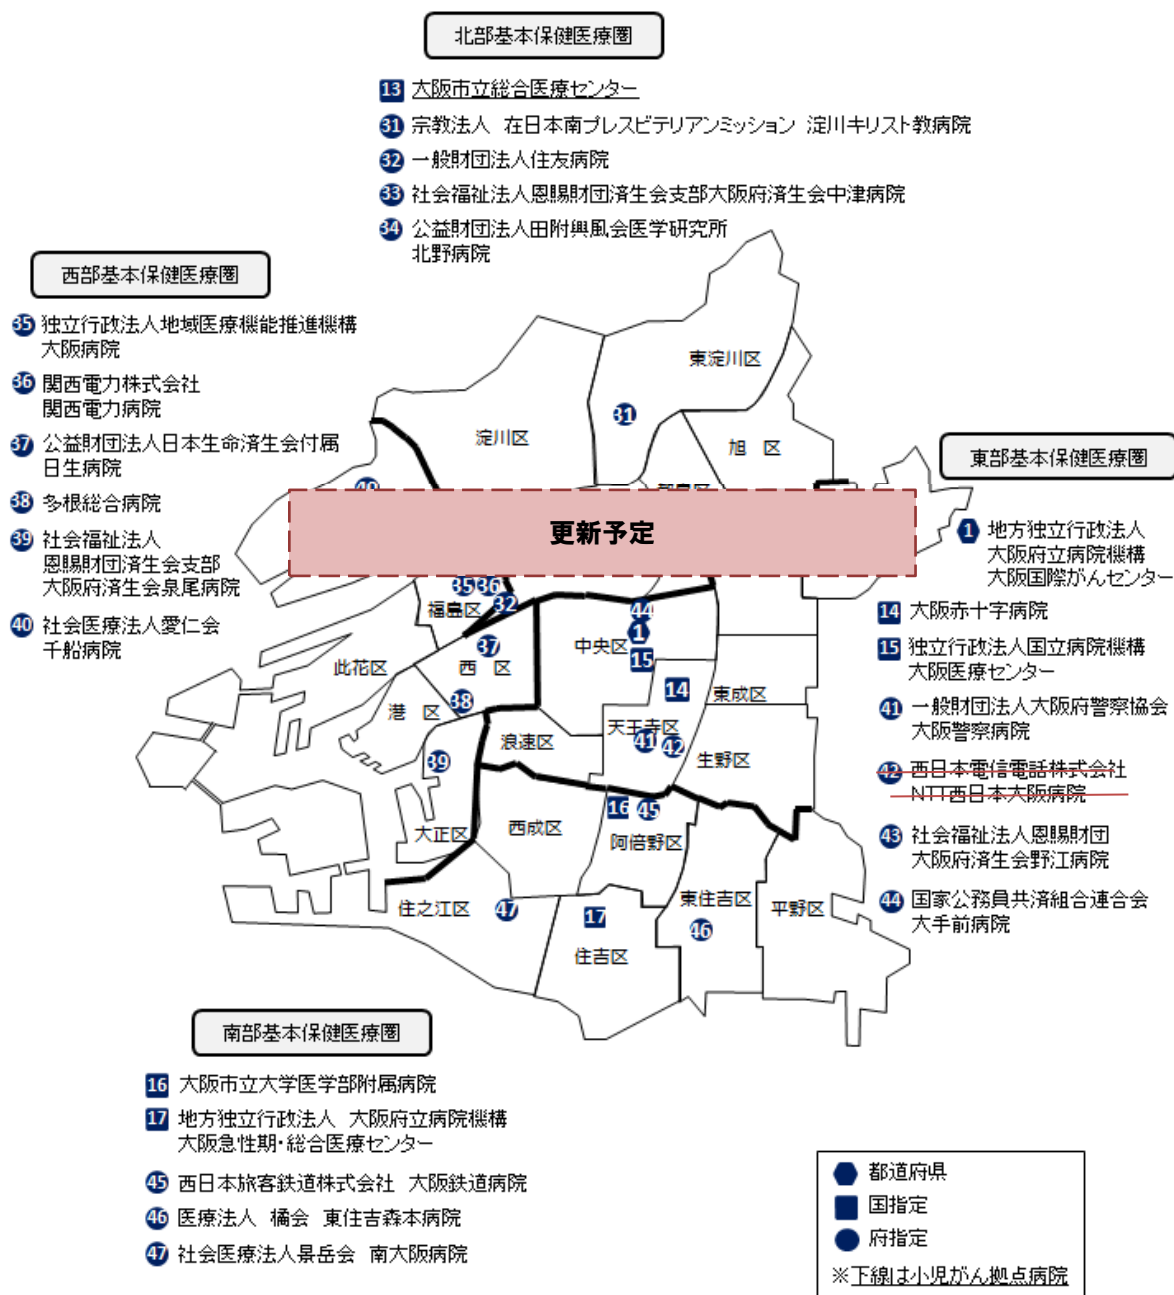 北部基本保健医療圏
13 大阪市立総合医療センター
31 宗教法人 在日本南プレスビテリアンミッション 淀川キリスト教病院
32 一般財団法人住友病院
33 社会福祉法人恩賜財団済生会支部大阪府済生会中津病院
34 公益財団法人田附興風会医学研究所
北野病院
西部基本保健医療圏
35 独立行政法人地域医療機能推進機構
大阪病院
36 関西電力株式会社
関西電力病院
37 公益財団法人日本生命済生会付属
日生病院
38 多根総合病院
39 社会福祉法人
恩賜財団済生会支部
大阪府済生会泉尾病院
40 社会医療法人愛仁会
千船病院
東淀川区
31
淀川区
旭 区
更新予定
35 36
32
福島区
44
1
中央区
15
37
西 区
此花区
14
東成区
38
港 区
天王寺区
41 42
浪速区
生野区
39
16 45
大正区
西成区
阿倍野区
住之江区
47
17
東住吉区
46
平野区
住吉区
東部基本保健医療圏
1 地方独立行政法人
大阪府立病院機構
大阪国際がんセンター
14 大阪赤十字病院
15 独立行政法人国立病院機構
大阪医療センター
41 一般財団法人大阪府警察協会
大阪警察病院
42 西日本電信電話株式会社
NTT西日本大阪病院
43 社会福祉法人恩賜財団
大阪府済生会野江病院
44 国家公務員共済組合連合会
大手前病院
南部基本保健医療圏
16 大阪市立大学医学部附属病院
17 地方独立行政法人 大阪府立病院機構
大阪急性期・総合医療センター
45 西日本旅客鉄道株式会社 大阪鉄道病院
46 医療法人 橘会 東住吉森本病院
47 社会医療法人景岳会 南大阪病院
都道府県
国指定
府指定
※下線は小児がん拠点病院